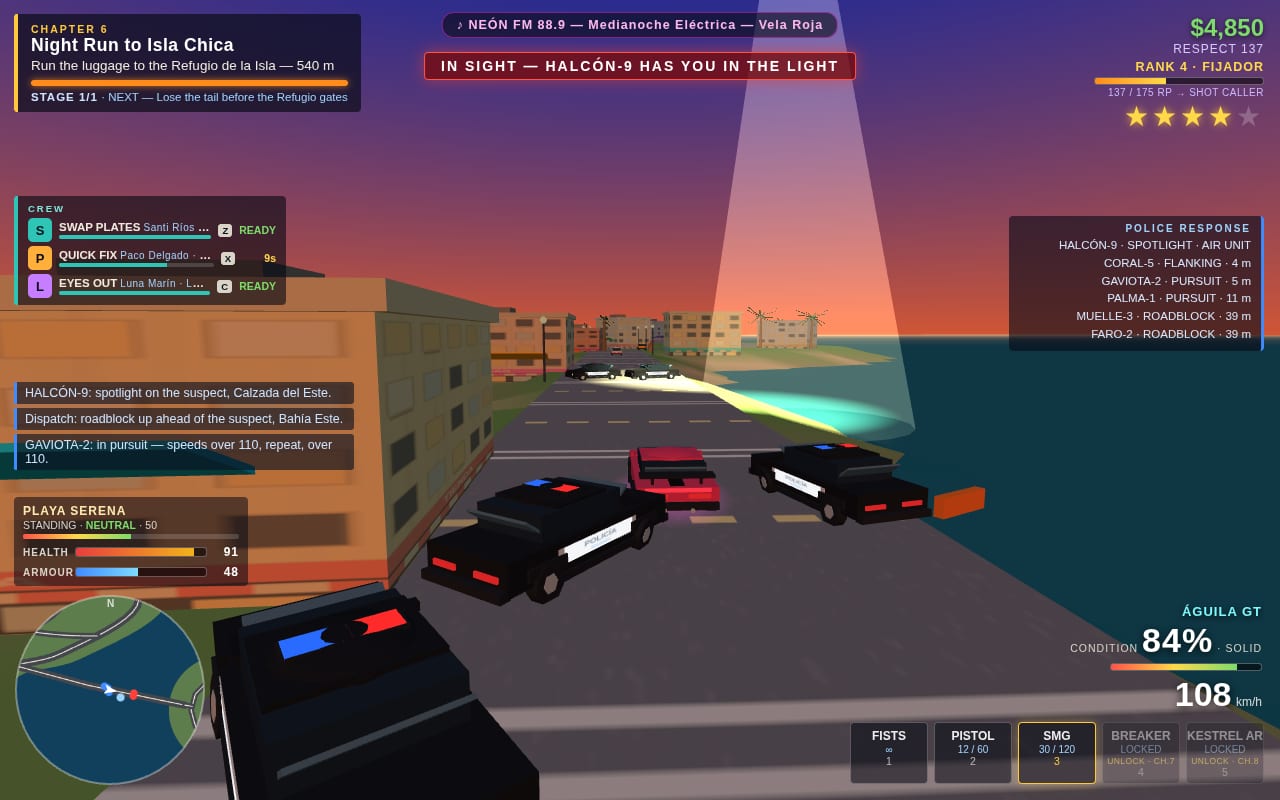 CHAPTER 6
Night Run to Isla Chica
Run the luggage to the Refugio de la Isla — 540 m
STAGE 1/1 · NEXT — Lose the tail before the Refugio gates
♪ NEÓN FM 88.9 — Medianoche Eléctrica — Vela Roja
IN SIGHT — HALCÓN-9 HAS YOU IN THE LIGHT
$4,850
RESPECT 137
RANK 4 · FIJADOR
137 / 175 RP → SHOT CALLER
CREW
S SWAP PLATES Santi Ríos ... Z READY
P QUICK FIX Paco Delgado · ... X 9s
L EYES OUT Luna Marín · L... C READY
POLICE RESPONSE
HALCÓN-9 · SPOTLIGHT · AIR UNIT
CORAL-5 · FLANKING · 4 m
GAVIOTA-2 · PURSUIT · 5 m
PALMA-1 · PURSUIT · 11 m
MUELLE-3 · ROADBLOCK · 39 m
FARO-2 · ROADBLOCK · 39 m
HALCÓN-9: spotlight on the suspect, Calzada del Este.
Dispatch: roadblock up ahead of the suspect, Bahía Este.
GAVIOTA-2: in pursuit — speeds over 110, repeat, over
110.
POLICÍA
POLICÍA
PLAYA SERENA
STANDING · NEUTRAL · 50
HEALTH 91
ARMOUR 48
N
ÁGUILA GT
CONDITION 84% · SOLID
108 km/h
FISTS
∞
1
PISTOL
12 / 60
2
SMG
30 / 120
3
BREAKER
LOCKED
UNLOCK · CH.7
4
KESTREL AR
LOCKED
UNLOCK · CH.8
5